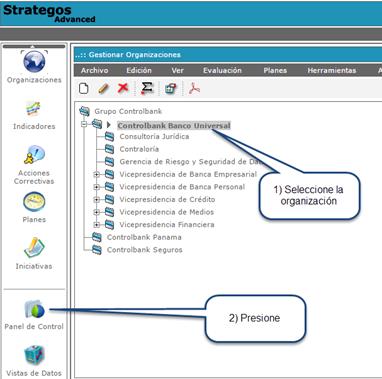 Strategos
Advanced
..:: Gestionar Organizaciones
Archivo Edición Ver Evaluación Planes Herramientas
Organizaciones
Indicadores
Acciones
Correctivas
Planes
Iniciativas
Panel de Control
Vistas de Datos
Grupo Controlbank
Controlbank Banco Universal
Consultoría Jurídica
Contraloría
Gerencia de Riesgo y Seguridad de Da
Vicepresidencia de Banca Empresarial
Vicepresidencia de Banca Personal
Vicepresidencia de Crédito
Vicepresidencia de Medios
Vicepresidencia Financiera
Controlbank Panama
Controlbank Seguros
1) Seleccione la
organización
2) Presione